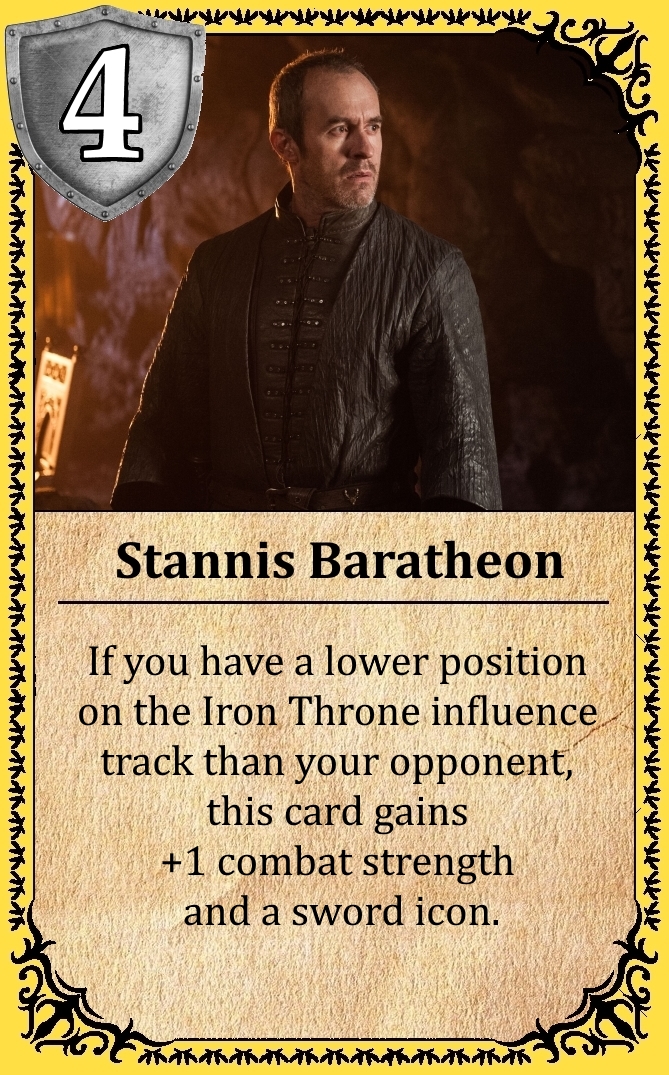 4
Stannis Baratheon
If you have a lower position
on the Iron Throne influence
track than your opponent,
this card gains
+1 combat strength
and a sword icon.